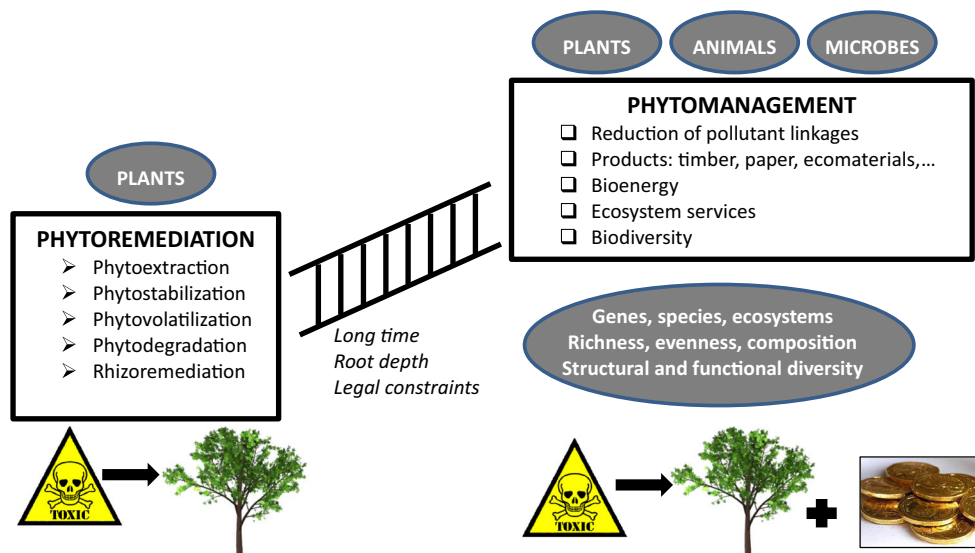 PLANTS
PHYTOREMEDIATION
Phytoextraction
Phytostabilization
Phytovolatilization
Phytodegradation
Rhizoremediation
TOXIC
Long time
Root depth
Legal constraints
PLANTS ANIMALS MICROBES
PHYTOMANAGEMENT
Reduction of pollutant linkages
Products: timber, paper, ecomaterials,...
Bioenergy
Ecosystem services
Biodiversity
Genes, species, ecosystems
Richness, evenness, composition
Structural and functional diversity
TOXIC